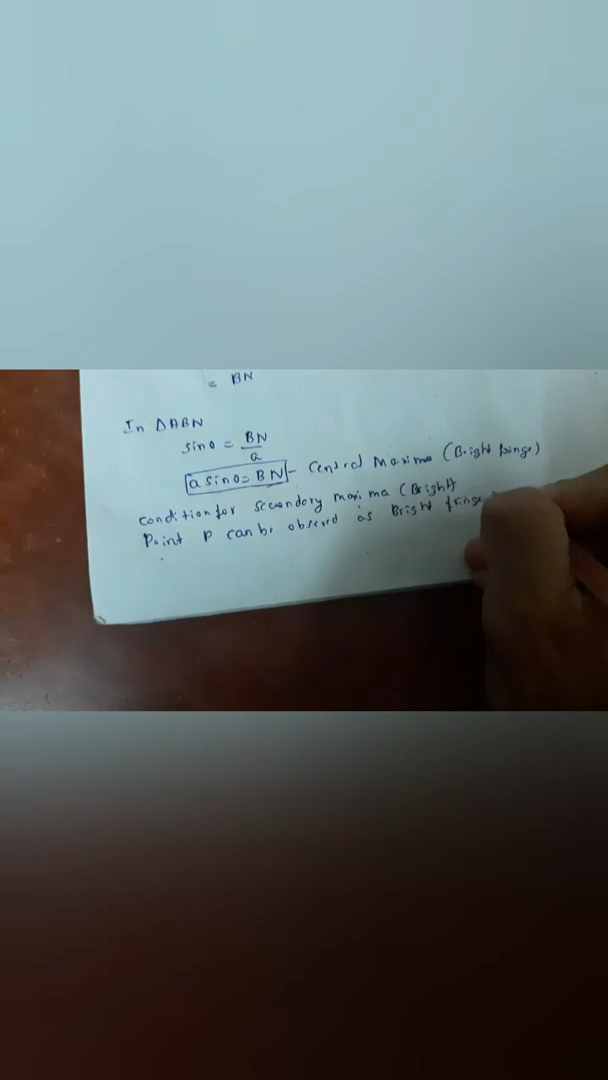 = BN
In ΔABN
sinθ = BN/a
a sinθ = BN - Central Maxima (Bright fringe)
condition for secondary maxima (Bright)
Point P can be observed as Bright fringe